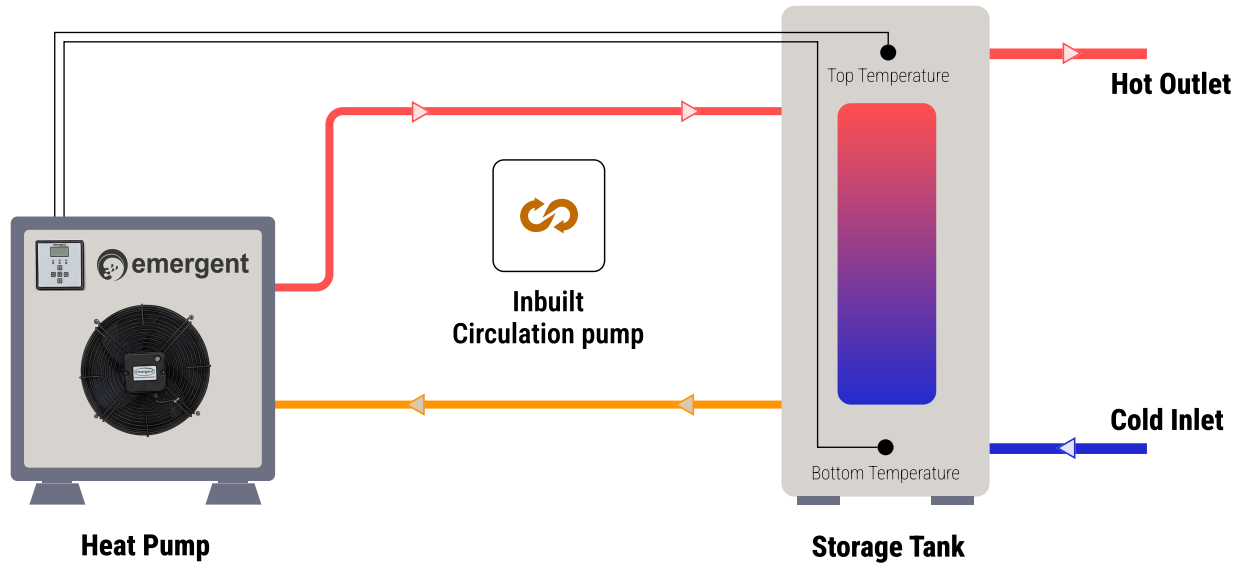 Top Temperature
Hot Outlet
emergent
Inbuilt
Circulation pump
Cold Inlet
Bottom Temperature
Heat Pump
Storage Tank